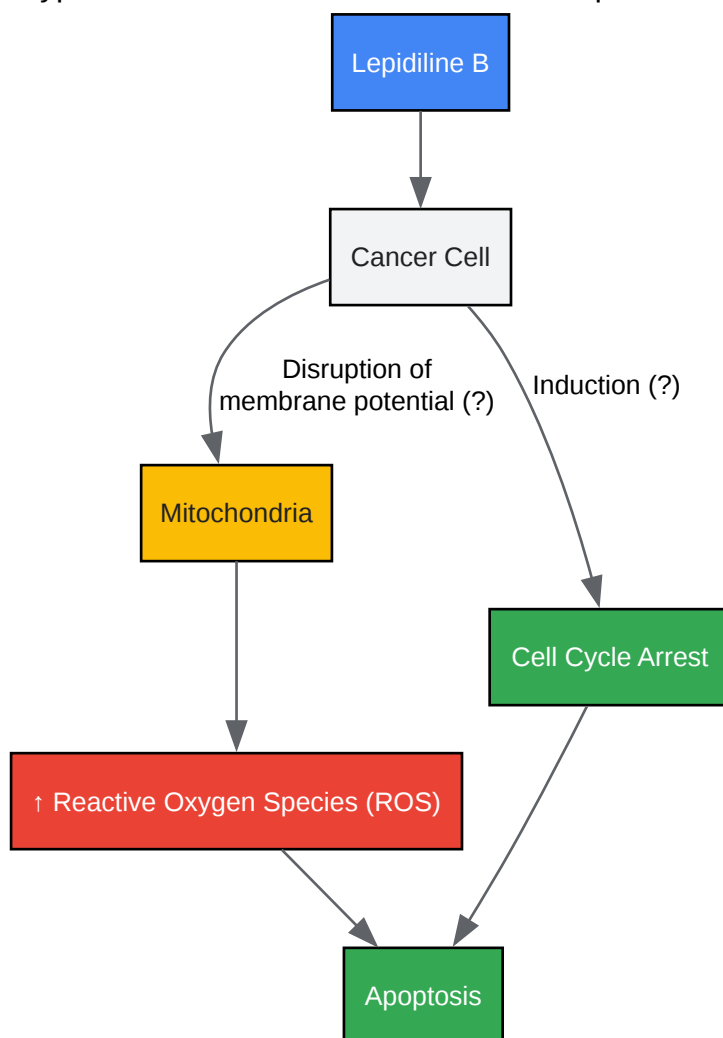 Lepidiline B
Cancer Cell
Disruption of
membrane potential (?)
Induction (?)
Mitochondria
Cell Cycle Arrest
↑ Reactive Oxygen Species (ROS)
Apoptosis